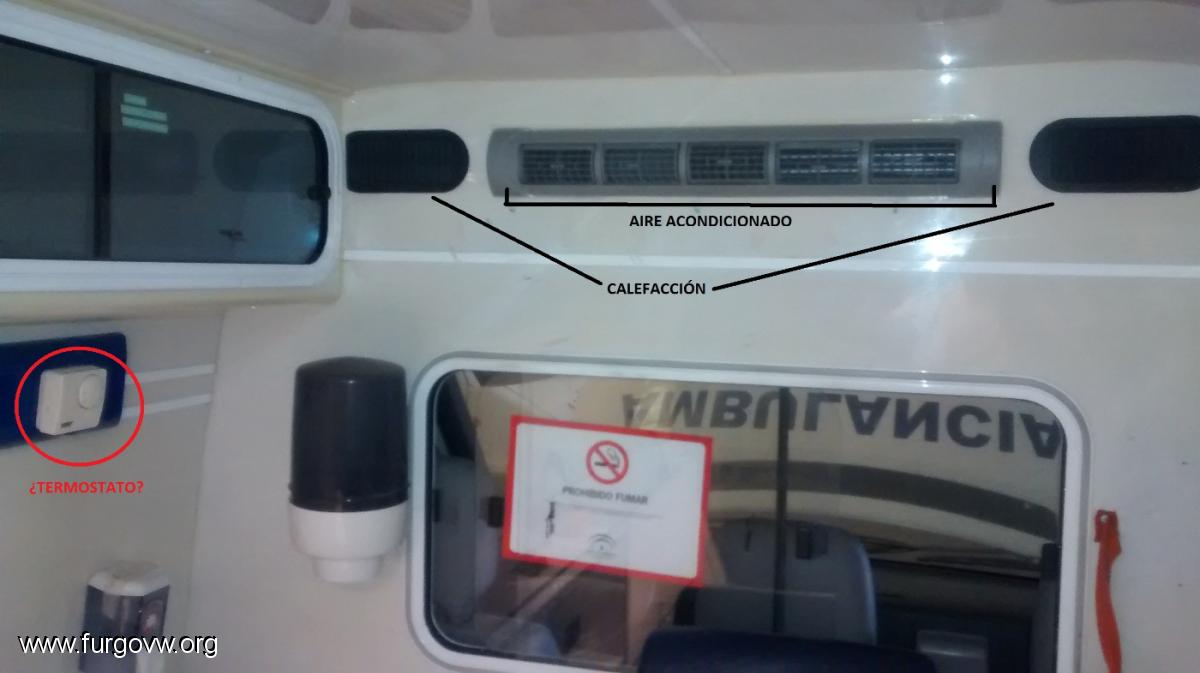 AIRE ACONDICIONADO
CALEFACCIÓN
AMBULANCIA
¿TERMOSTATO?
PROHIBIDO FUMAR
www.furgovw.org